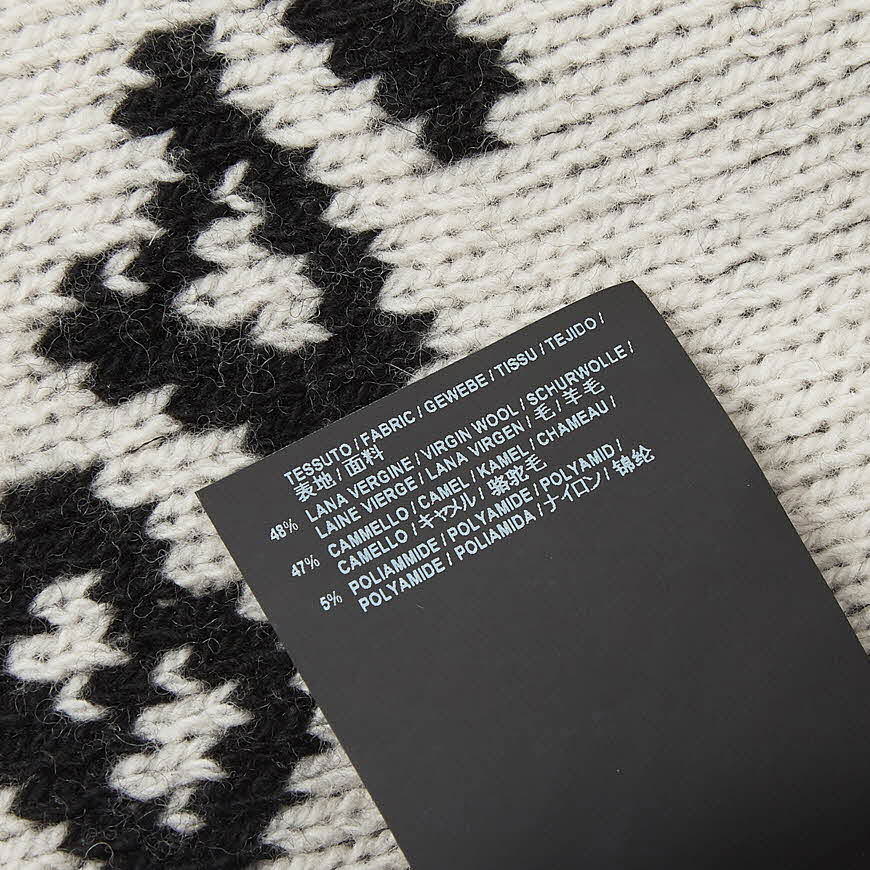 TESSUTO / FABRIC / GEWEBE / TISSU / TEJIDO /
表地 / 面料
48% LANA VERGINE / VIRGIN WOOL / SCHURWOLLE /
LAINE VIERGE / LANA VIRGEN / 毛 / 羊毛
47% CAMMELLO / CAMEL / KAMEL / CHAMEAU /
CAMELLO / キャメル / 骆驼毛
5% POLIAMMIDE / POLYAMIDE / POLYAMID /
POLYAMIDE / POLIAMIDA / ナイロン / 锦纶